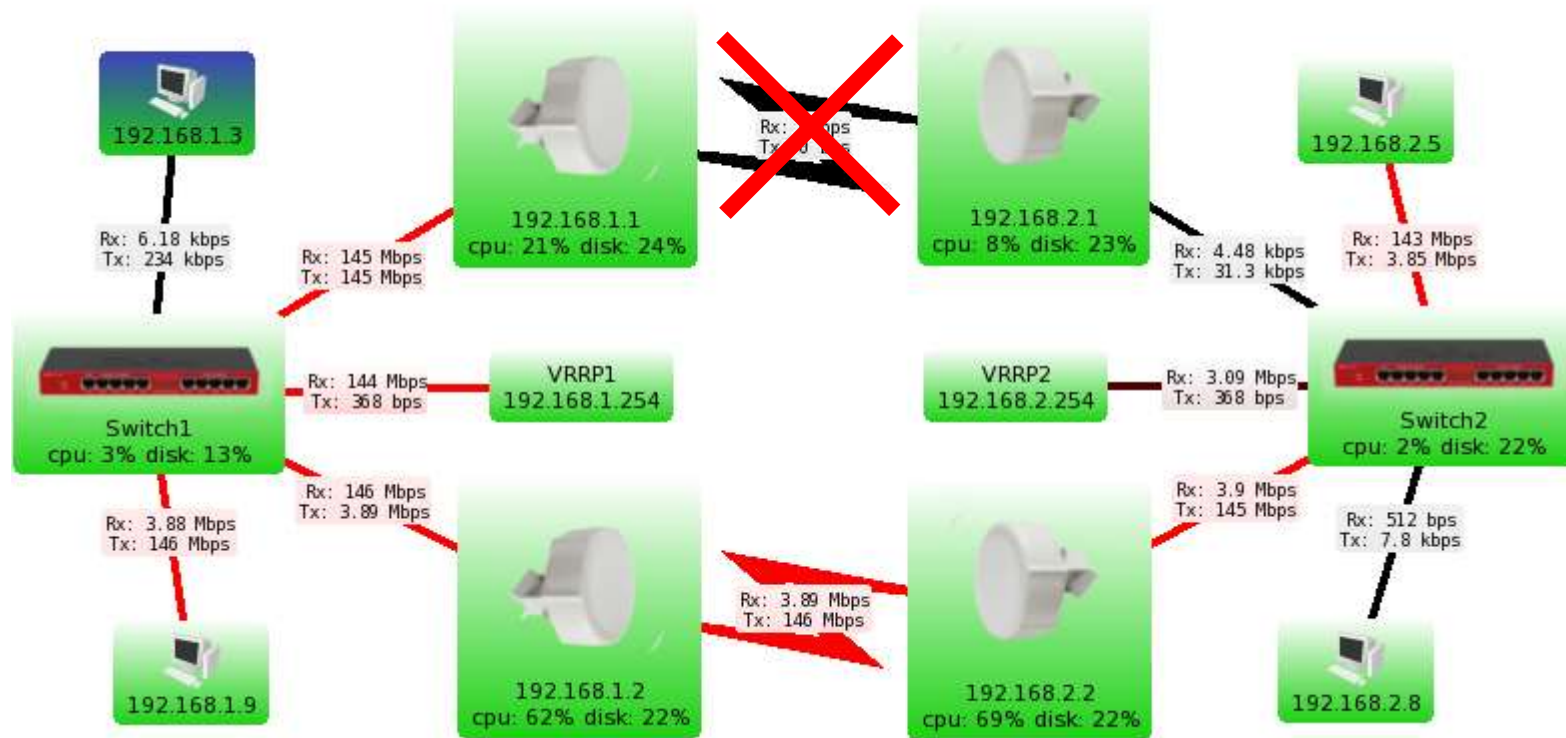 192.168.1.3
Rx: 6.18 kbps
Tx: 234 kbps
192.168.1.1
cpu: 21% disk: 24%
Rx: 145 Mbps
Tx: 145 Mbps
Rx: bps
Tx: 0
192.168.2.1
cpu: 8% disk: 23%
Rx: 4.48 kbps
Tx: 31.3 kbps
192.168.2.5
Rx: 143 Mbps
Tx: 3.85 Mbps
Switch1
cpu: 3% disk: 13%
Rx: 144 Mbps
Tx: 368 bps
VRRP1
192.168.1.254
VRRP2
192.168.2.254
Rx: 3.09 Mbps
Tx: 368 bps
Switch2
cpu: 2% disk: 22%
Rx: 3.88 Mbps
Tx: 146 Mbps
192.168.1.9
Rx: 146 Mbps
Tx: 3.89 Mbps
192.168.1.2
cpu: 62% disk: 22%
Rx: 3.89 Mbps
Tx: 146 Mbps
192.168.2.2
cpu: 69% disk: 22%
Rx: 3.9 Mbps
Tx: 145 Mbps
Rx: 512 bps
Tx: 7.8 kbps
192.168.2.8